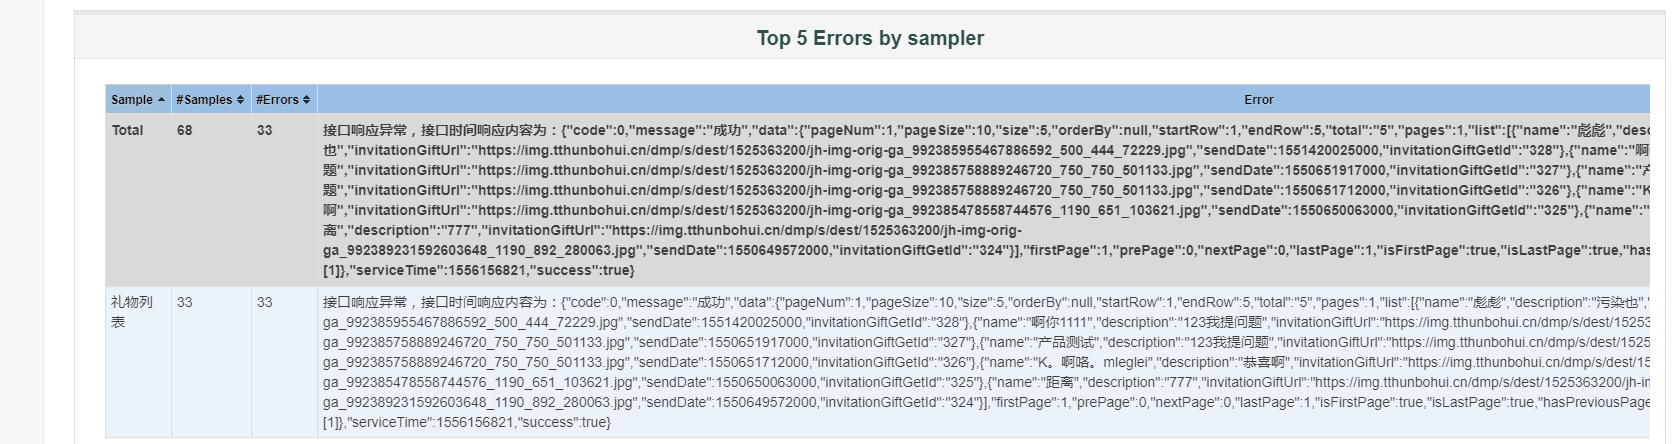 Top 5 Errors by sampler
Sample #Samples #Errors Error
Total 68 33 接口响应异常，接口时间响应内容为：{"code":0,"message":"成功","data":{"pageNum":1,"pageSize":10,"size":5,"orderBy":null,"startRow":1,"endRow":5,"total":"5","pages":1,"list":[{"name":"彪彪","desc
也","invitationGiftUrl":"https://img.tthunbohui.cn/dmp/s/dest/1525363200/jh-img-orig-ga_992385955467886592_500_444_72229.jpg","sendDate":1551420025000,"invitationGiftGetId":"328"},{"name":"啊
题","invitationGiftUrl":"https://img.tthunbohui.cn/dmp/s/dest/1525363200/jh-img-orig-ga_992385758889246720_750_750_501133.jpg","sendDate":1550651917000,"invitationGiftGetId":"327"},{"name":"产
题","invitationGiftUrl":"https://img.tthunbohui.cn/dmp/s/dest/1525363200/jh-img-orig-ga_992385758889246720_750_750_501133.jpg","sendDate":1550651712000,"invitationGiftGetId":"326"},{"name":"K
啊","invitationGiftUrl":"https://img.tthunbohui.cn/dmp/s/dest/1525363200/jh-img-orig-ga_992385478558744576_1190_651_103621.jpg","sendDate":1550650063000,"invitationGiftGetId":"325"},{"name":"
离","description":"777","invitationGiftUrl":"https://img.tthunbohui.cn/dmp/s/dest/1525363200/jh-img-orig-
ga_992389231592603648_1190_892_280063.jpg","sendDate":1550649572000,"invitationGiftGetId":"324"}],"firstPage":1,"prePage":0,"nextPage":0,"lastPage":1,"isFirstPage":true,"isLastPage":true,"has
[1]},"serviceTime":1556156821,"success":true}
礼物列 33 33 接口响应异常，接口时间响应内容为：{"code":0,"message":"成功","data":{"pageNum":1,"pageSize":10,"size":5,"orderBy":null,"startRow":1,"endRow":5,"total":"5","pages":1,"list":[{"name":"彪彪","description":"污染也","
表 ga_992385955467886592_500_444_72229.jpg","sendDate":1551420025000,"invitationGiftGetId":"328"},{"name":"啊你1111","description":"123我提问题","invitationGiftUrl":"https://img.tthunbohui.cn/dmp/s/dest/15253
ga_992385758889246720_750_750_501133.jpg","sendDate":1550651917000,"invitationGiftGetId":"327"},{"name":"产品测试","description":"123我提问题","invitationGiftUrl":"https://img.tthunbohui.cn/dmp/s/dest/1525
ga_992385758889246720_750_750_501133.jpg","sendDate":1550651712000,"invitationGiftGetId":"326"},{"name":"K。啊咯。mleglei","description":"恭喜啊","invitationGiftUrl":"https://img.tthunbohui.cn/dmp/s/dest/15
ga_992385478558744576_1190_651_103621.jpg","sendDate":1550650063000,"invitationGiftGetId":"325"},{"name":"距离","description":"777","invitationGiftUrl":"https://img.tthunbohui.cn/dmp/s/dest/1525363200/jh-im
ga_992389231592603648_1190_892_280063.jpg","sendDate":1550649572000,"invitationGiftGetId":"324"}],"firstPage":1,"prePage":0,"nextPage":0,"lastPage":1,"isFirstPage":true,"isLastPage":true,"hasPreviousPage
[1]},"serviceTime":1556156821,"success":true}